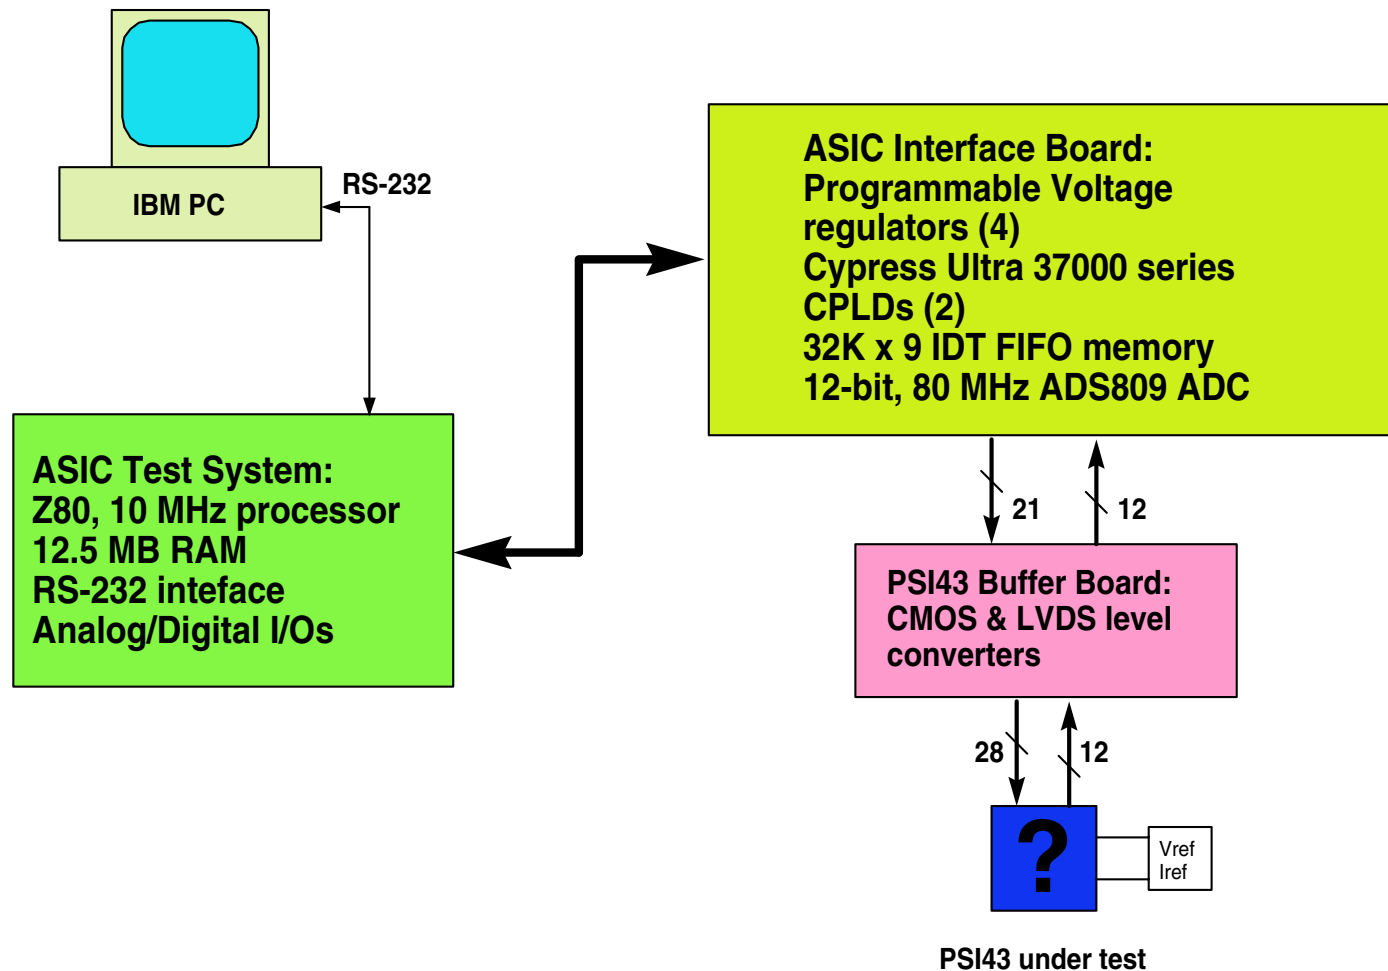 RS-232
IBM PC
ASIC Interface Board:
Programmable Voltage
regulators (4)
Cypress Ultra 37000 series
CPLDs (2)
32K x 9 IDT FIFO memory
12-bit, 80 MHz ADS809 ADC
ASIC Test System:
Z80, 10 MHz processor
12.5 MB RAM
RS-232 inteface
Analog/Digital I/Os
21
12
PSI43 Buffer Board:
CMOS & LVDS level
converters
28
12
?
Vref
Iref
PSI43 under test